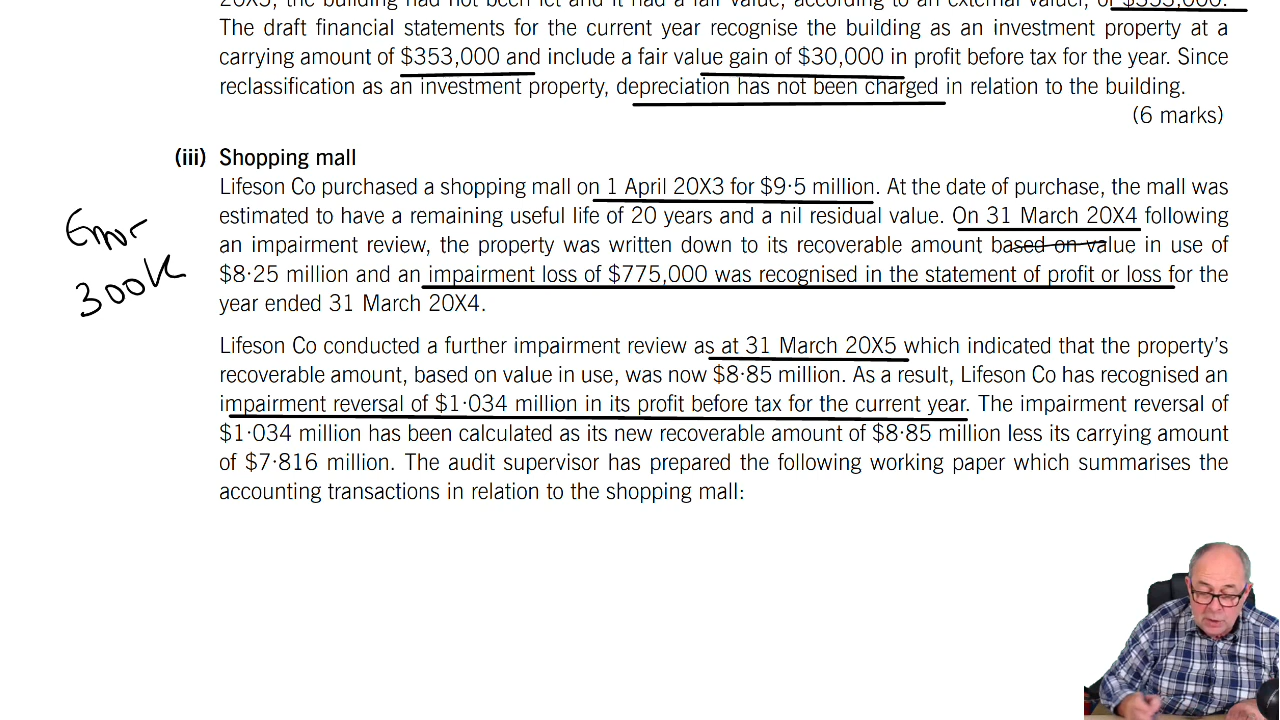 20X5, the building had not been let and it had a fair value, according to an external valuer, of $353,000.
The draft financial statements for the current year recognise the building as an investment property at a
carrying amount of $353,000 and include a fair value gain of $30,000 in profit before tax for the year. Since
reclassification as an investment property, depreciation has not been charged in relation to the building.
(6 marks)
(iii) Shopping mall
Lifeson Co purchased a shopping mall on 1 April 20X3 for $9·5 million. At the date of purchase, the mall was
estimated to have a remaining useful life of 20 years and a nil residual value. On 31 March 20X4 following
an impairment review, the property was written down to its recoverable amount based on value in use of
$8·25 million and an impairment loss of $775,000 was recognised in the statement of profit or loss for the
year ended 31 March 20X4.
Error
300K
Lifeson Co conducted a further impairment review as at 31 March 20X5 which indicated that the property's
recoverable amount, based on value in use, was now $8·85 million. As a result, Lifeson Co has recognised an
impairment reversal of $1·034 million in its profit before tax for the current year. The impairment reversal of
$1·034 million has been calculated as its new recoverable amount of $8·85 million less its carrying amount
of $7·816 million. The audit supervisor has prepared the following working paper which summarises the
accounting transactions in relation to the shopping mall: